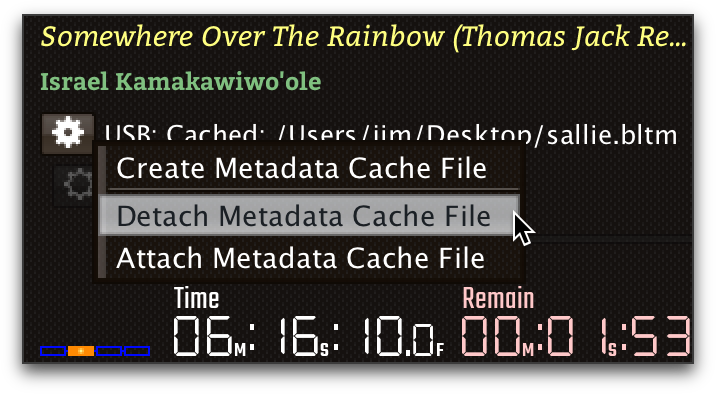 Somewhere Over The Rainbow (Thomas Jack Re...
Israel Kamakawiwo'ole
USB: Cached: /Users/jim/Desktop/sallie.bltm
Create Metadata Cache File
Detach Metadata Cache File
Attach Metadata Cache File
Time Remain
06M:16S:10.0F 00M:01S:53